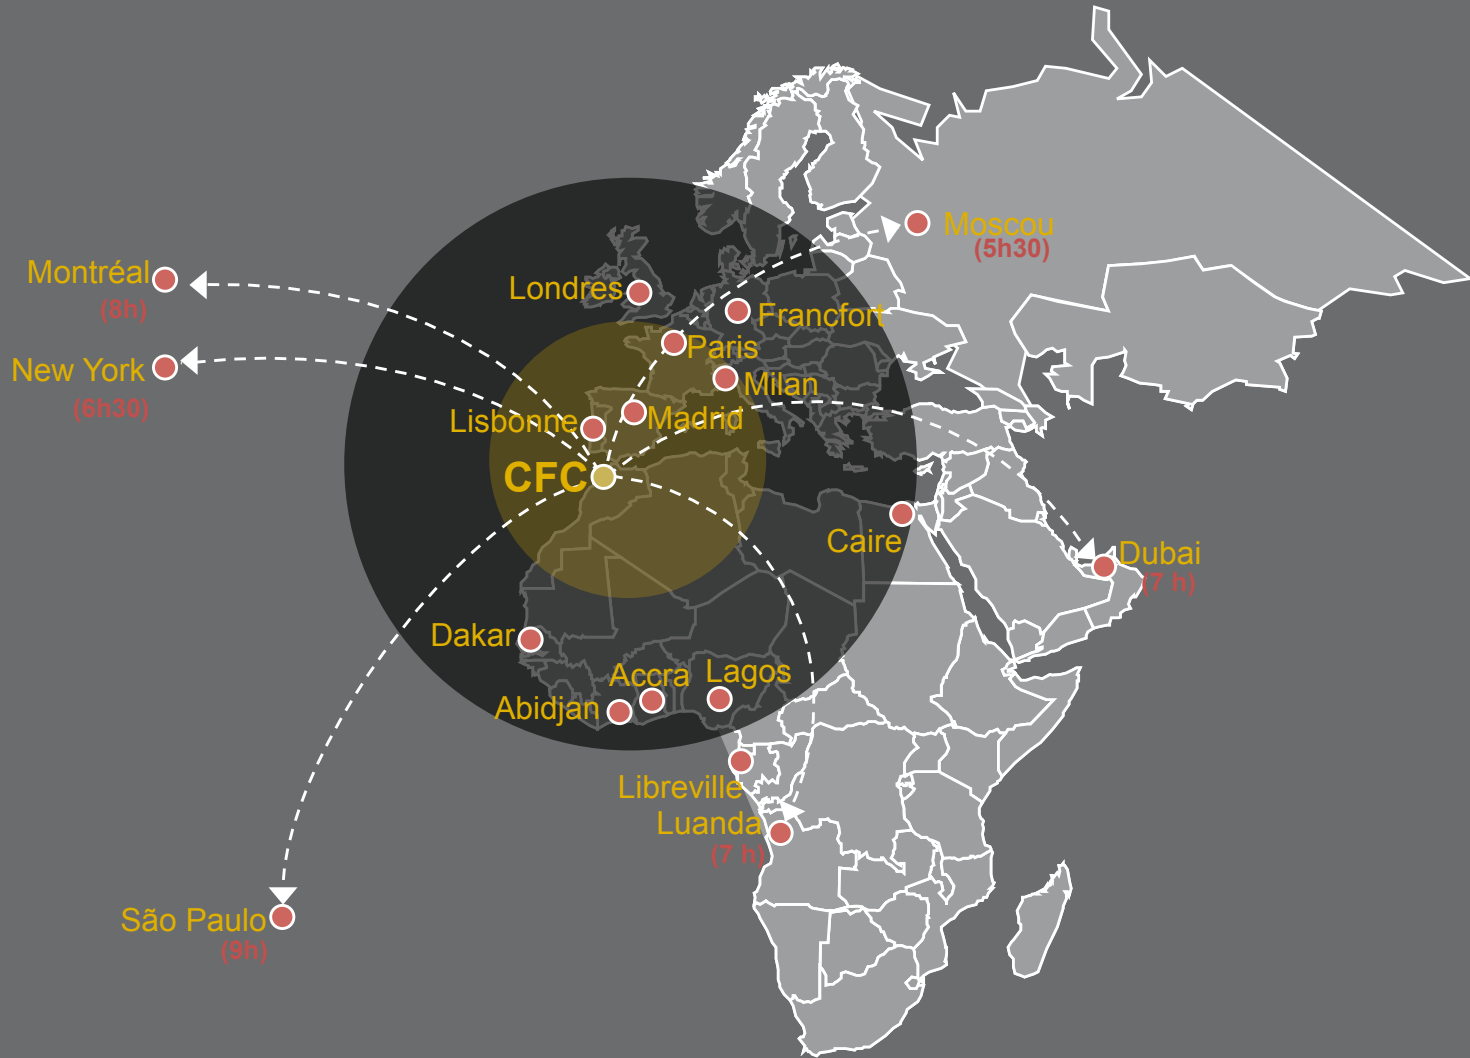 Moscou
(5h30)
Montréal
(8h)
Londres
Francfort
Paris
New York
(6h30)
Milan
Lisbonne
Madrid
CFC
Caire
Dubai
(7 h)
Dakar
Accra
Lagos
Abidjan
Libreville
Luanda
(7 h)
São Paulo
(9h)